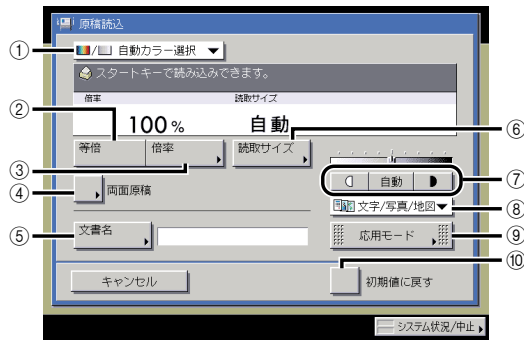 原稿読込
① 自動カラー選択 ▼
スタートキーで読み込みできます。
倍率 読取サイズ
100% 自動
② ③ ⑥
等倍 倍率 読取サイズ
④ 両面原稿
自動 ⑦
文字/写真/地図▼ ⑧
⑤ 文書名
応用モード ⑨
⑩
キャンセル 初期値に戻す
システム状況/中止